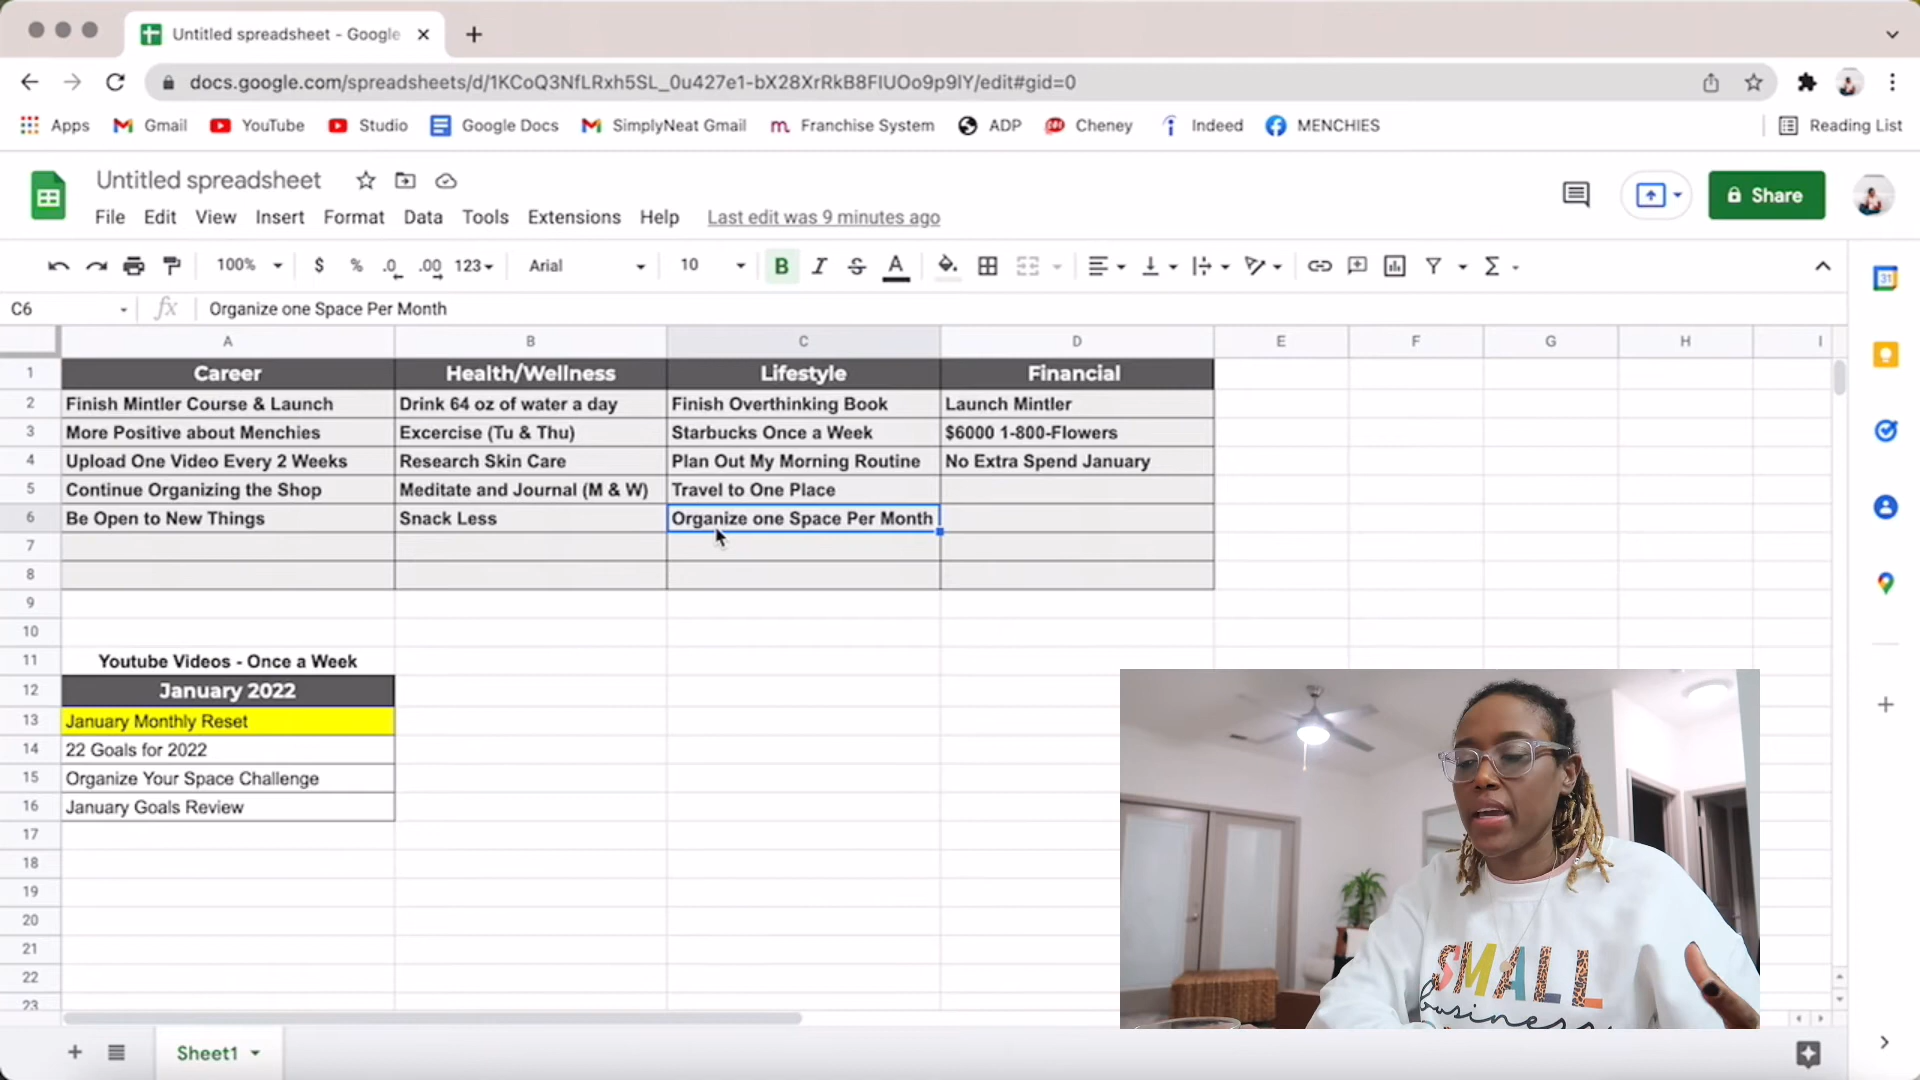 Untitled spreadsheet - Google
docs.google.com/spreadsheets/d/1KCoQ3NfLRxh5SL_0u427e1-bX28XrRkB8FIUOo9p9lY/edit#gid=0
Apps Gmail YouTube Studio Google Docs SimplyNeat Gmail Franchise System ADP Cheney Indeed MENCHIES Reading List
Untitled spreadsheet
Share
File Edit View Insert Format Data Tools Extensions Help Last edit was 9 minutes ago
100% $ % .0 .00 123 Arial 10 B I S A
C6 fx Organize one Space Per Month
A B C D E F G H I
1 Career Health/Wellness Lifestyle Financial
2 Finish Mintler Course & Launch Drink 64 oz of water a day Finish Overthinking Book Launch Mintler
3 More Positive about Menchies Excercise (Tu & Thu) Starbucks Once a Week $6000 1-800-Flowers
4 Upload One Video Every 2 Weeks Research Skin Care Plan Out My Morning Routine No Extra Spend January
5 Continue Organizing the Shop Meditate and Journal (M & W) Travel to One Place
6 Be Open to New Things Snack Less Organize one Space Per Month
7
8
9
10
11 Youtube Videos - Once a Week
12 January 2022
13 January Monthly Reset
14 22 Goals for 2022
15 Organize Your Space Challenge
16 January Goals Review
17
18
19
20
21
22
23
SMALL
business
Sheet1
31